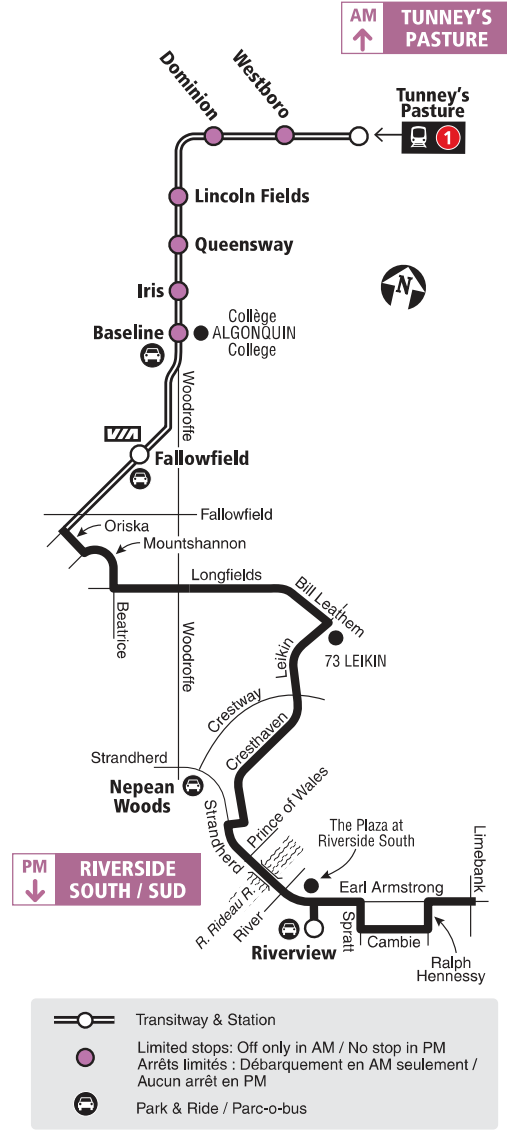 AM
TUNNEY'S
PASTURE
Dominion
Westboro
Tunney's
Pasture
1
Lincoln Fields
Queensway
N
Iris
Baseline
Collège
ALGONQUIN
College
Woodroffe
VIA
Fallowfield
Fallowfield
Oriska
Mountshannon
Longfields
Bill Leathem
Beatrice
Woodroffe
Leikin
73 LEIKIN
Crestway
Cresthaven
Strandherd
Nepean
Woods
Strandherd
Prince of Wales
The Plaza at
Riverside South
PM
RIVERSIDE
SOUTH / SUD
R. Rideau R.
River
Earl Armstrong
Limebank
Riverview
Spratt
Cambie
Ralph
Hennessy
Transitway & Station
Limited stops: Off only in AM / No stop in PM
Arrêts limités : Débarquement en AM seulement /
Aucun arrêt en PM
Park & Ride / Parc-o-bus